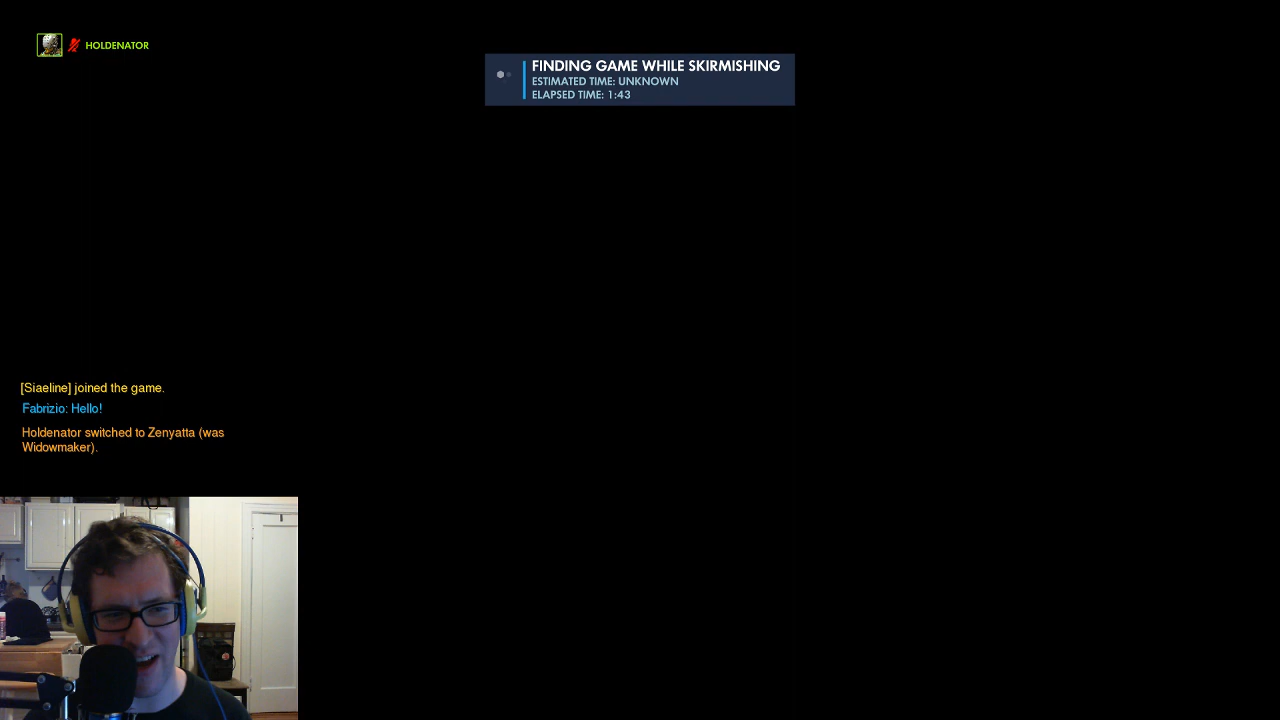 HOLDENATOR
FINDING GAME WHILE SKIRMISHING
ESTIMATED TIME: UNKNOWN
ELAPSED TIME: 1:43
[Siaeline] joined the game.
Fabrizio: Hello!
Holdenator switched to Zenyatta (was
Widowmaker).